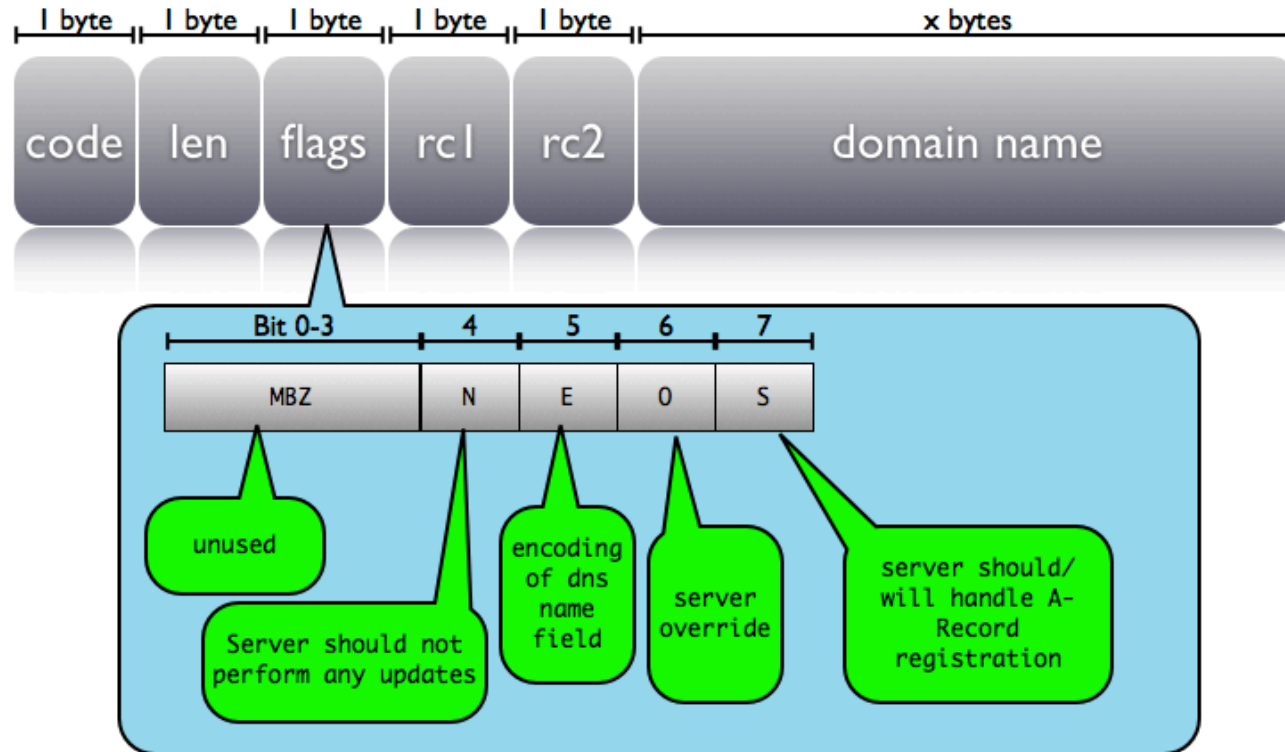 1 byte 1 byte 1 byte 1 byte 1 byte x bytes
code len flags rc1 rc2 domain name
Bit 0-3 4 5 6 7
MBZ N E O S
unused
Server should not
perform any updates
encoding
of dns
name
field
server
override
server should/
will handle A-
Record
registration